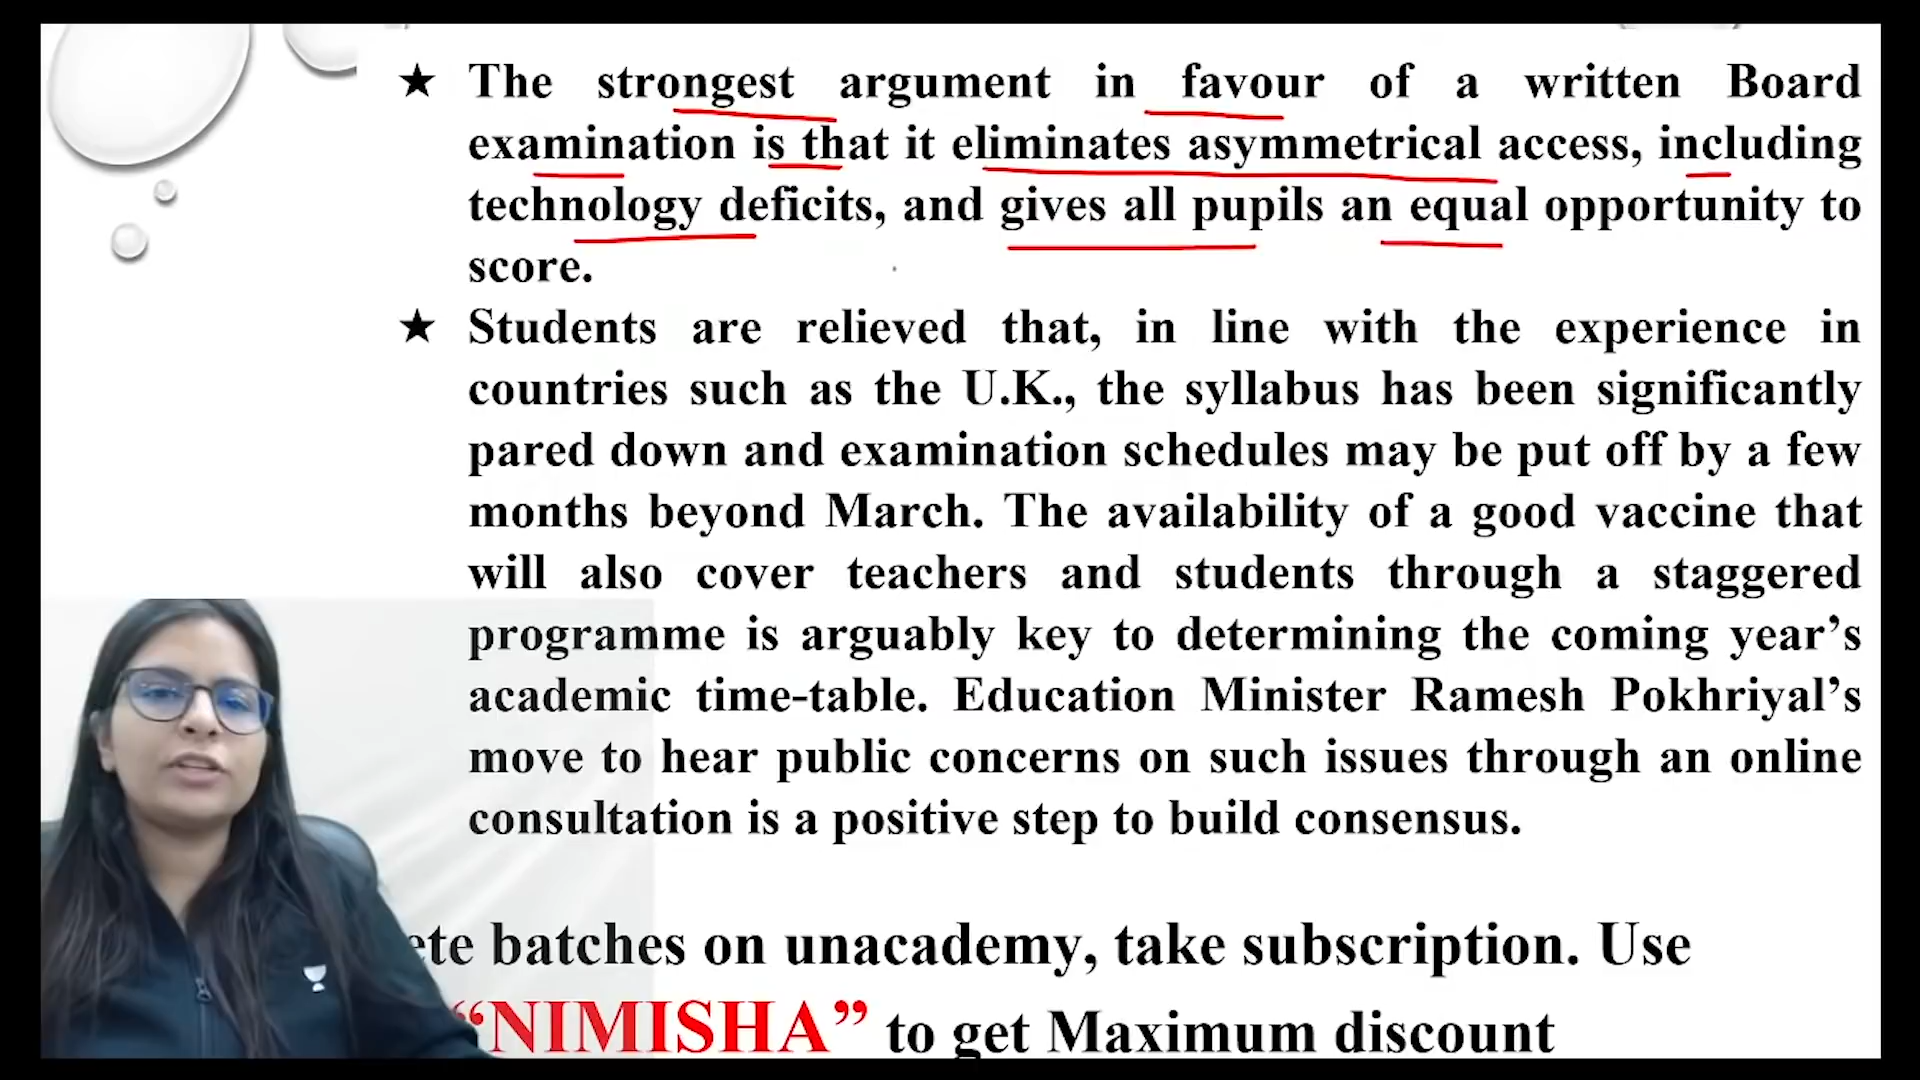 ★ The strongest argument in favour of a written Board
examination is that it eliminates asymmetrical access, including
technology deficits, and gives all pupils an equal opportunity to
score.
★ Students are relieved that, in line with the experience in
countries such as the U.K., the syllabus has been significantly
pared down and examination schedules may be put off by a few
months beyond March. The availability of a good vaccine that
will also cover teachers and students through a staggered
programme is arguably key to determining the coming year’s
academic time-table. Education Minister Ramesh Pokhriyal’s
move to hear public concerns on such issues through an online
consultation is a positive step to build consensus.
batches on unacademy, take subscription. Use
“NIMISHA” to get Maximum discount